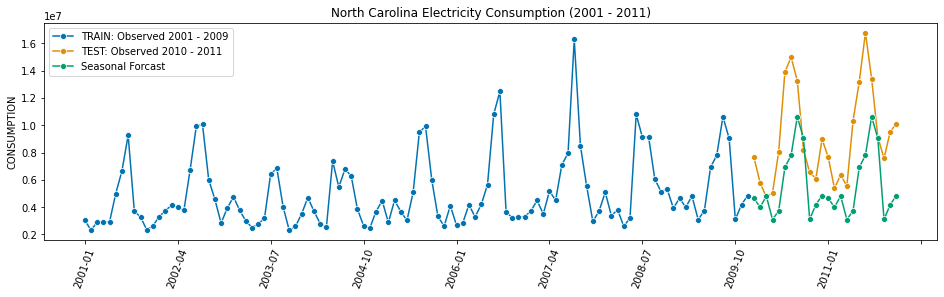 North Carolina Electricity Consumption (2001 - 2011)
1e7
TRAIN: Observed 2001 - 2009
TEST: Observed 2010 - 2011
Seasonal Forcast
CONSUMPTION
1.6
1.4
1.2
1.0
0.8
0.6
0.4
0.2
2001-01
2002-04
2003-07
2004-10
2006-01
2007-04
2008-07
2009-10
2011-01